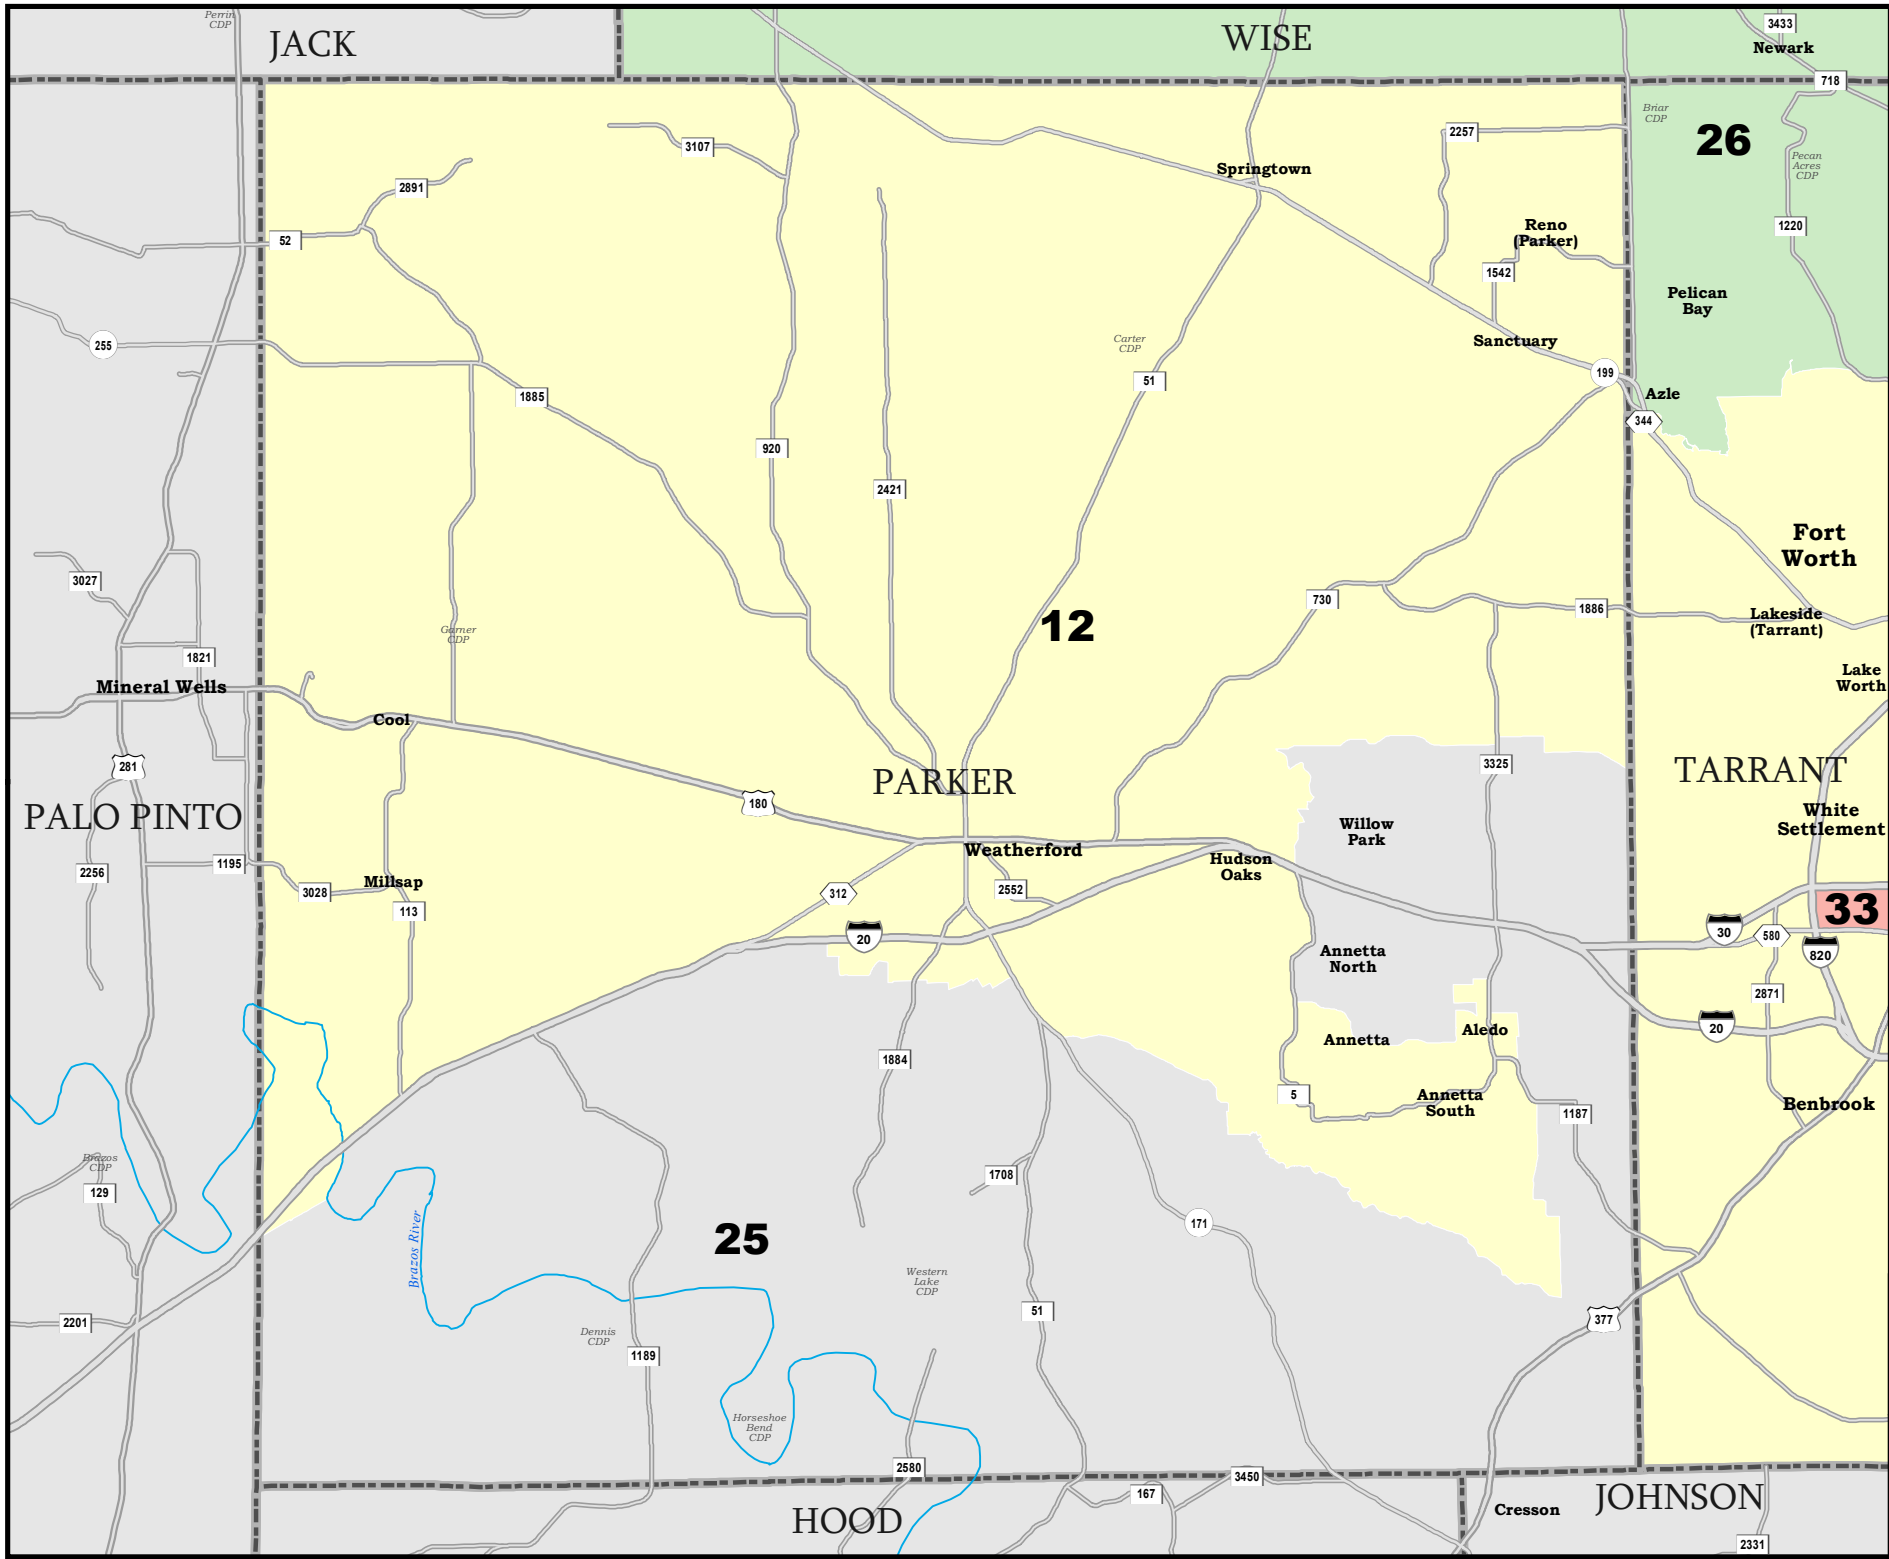 Perrin
CDP
JACK
WISE
3433
Newark
718
Briar
CDP
26
Pecan
Acres
CDP
3107
2257
Springtown
2891
52
Reno
(Parker)
1220
1542
Pelican
Bay
255
Carter
CDP
Sanctuary
51
199
1885
Azle
344
920
2421
Fort
Worth
3027
730
1886
12
Lakeside
(Tarrant)
Garner
CDP
1821
Mineral Wells
Lake
Worth
Cool
281
3325
PARKER
TARRANT
180
PALO PINTO
White
Settlement
Willow
Park
Weatherford
Hudson
Oaks
2256
1195
3028
Millsap
312
2552
113
33
20
30
580
820
Annetta
North
2871
20
Annetta
Aledo
1884
5
Annetta
South
1187
Benbrook
Brazos
CDP
129
1708
Brazos River
25
171
Western
Lake
CDP
51
2201
377
Dennis
CDP
1189
Horseshoe
Bend
CDP
2580
3450
167
HOOD
Cresson
JOHNSON
2331